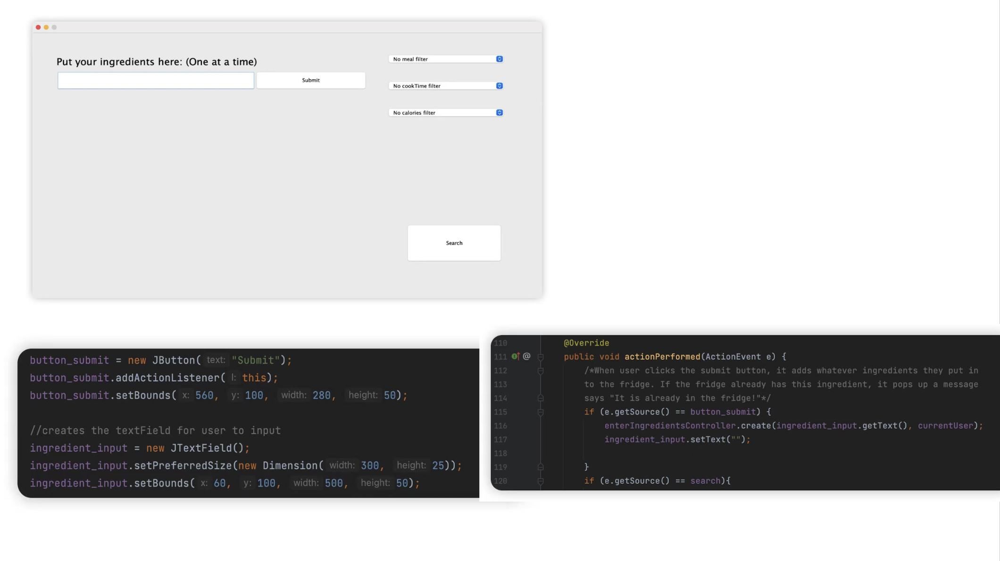 Put your ingredients here: (One at a time)
Submit
No meal filter
No cookTime filter
No calories filter
Search
button_submit = new JButton( text: "Submit");
button_submit.addActionListener( l: this);
button_submit.setBounds( x: 560, y: 100, width: 280, height: 50);
//creates the textField for user to input
ingredient_input = new JTextField();
ingredient_input.setPreferredSize(new Dimension( width: 300, height: 25));
ingredient_input.setBounds( x: 60, y: 100, width: 500, height: 50);
110 @Override
111 @ public void actionPerformed(ActionEvent e) {
112 /*When user clicks the submit button, it adds whatever ingredients they put in
113 to the fridge. If the fridge already has this ingredient, it pops up a message
114 says "It is already in the fridge!"*/
115 if (e.getSource() == button_submit) {
116 enterIngredientsController.create(ingredient_input.getText(), currentUser);
117 ingredient_input.setText("");
118
119 }
120 if (e.getSource() == search){